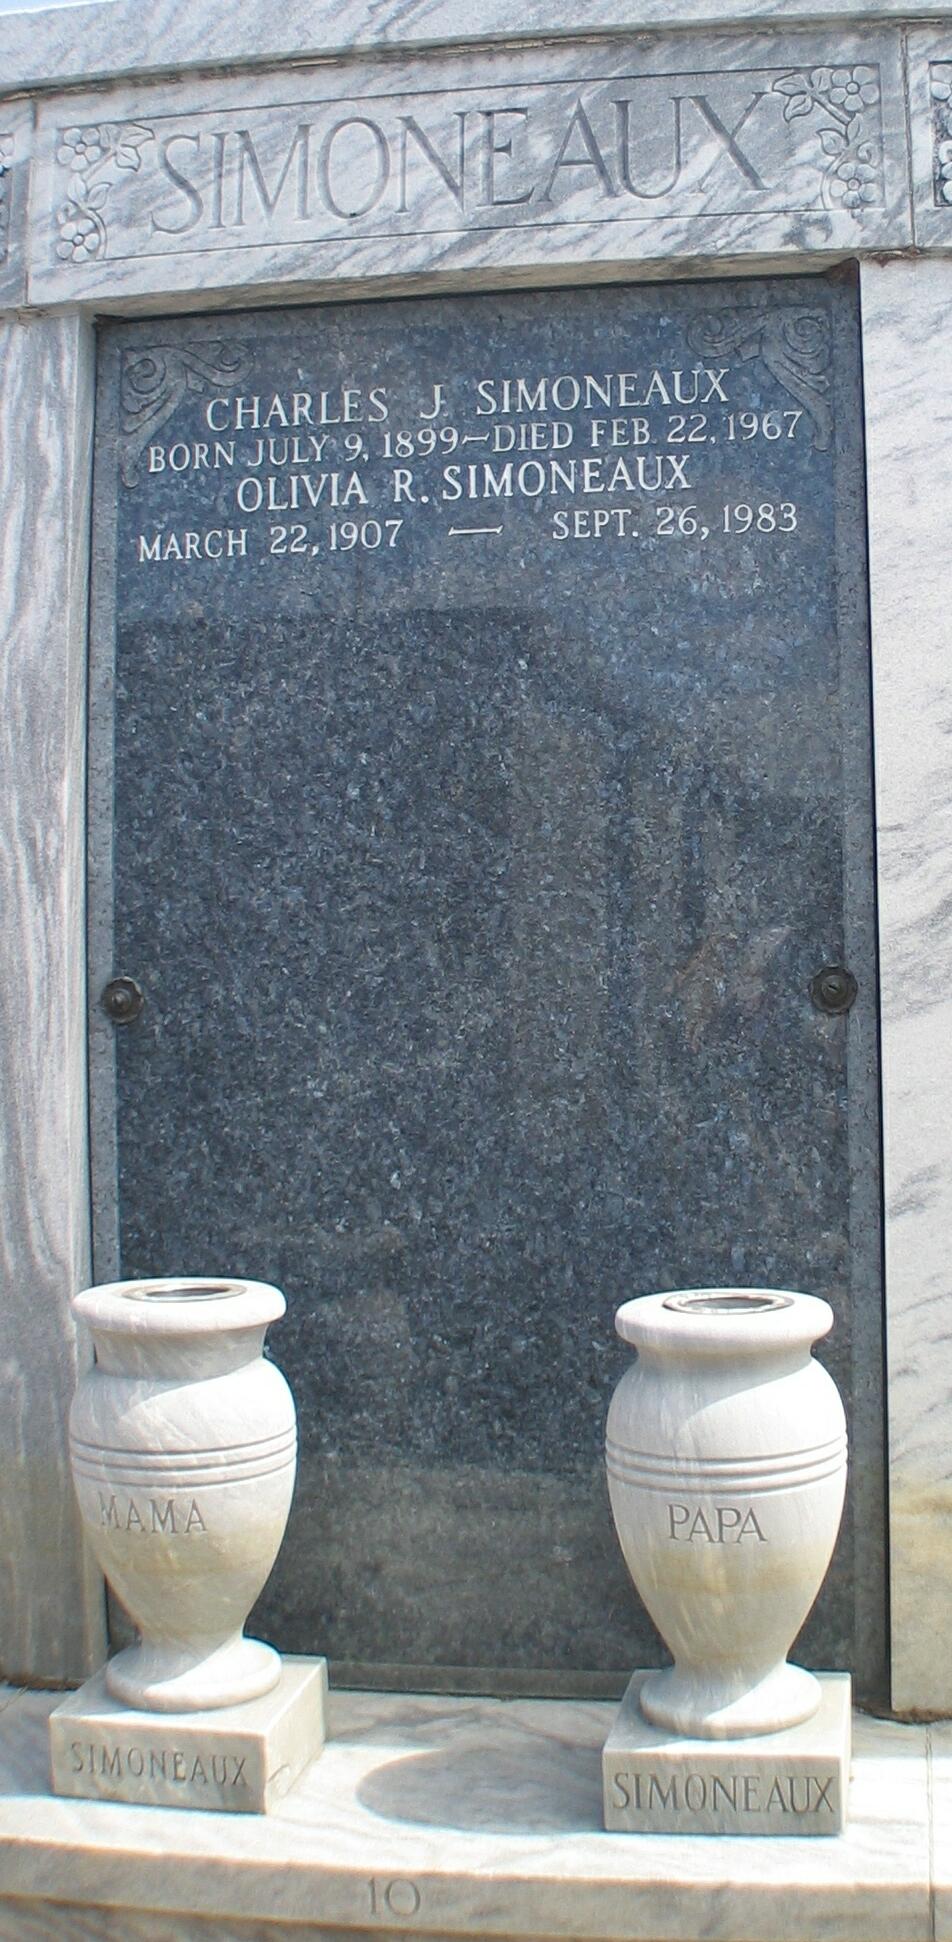 SIMONEAUX
CHARLES J. SIMONEAUX
BORN JULY 9, 1899—DIED FEB. 22, 1967
OLIVIA R. SIMONEAUX
MARCH 22, 1907 — SEPT. 26, 1983
MAMA
PAPA
SIMONEAUX
SIMONEAUX
10